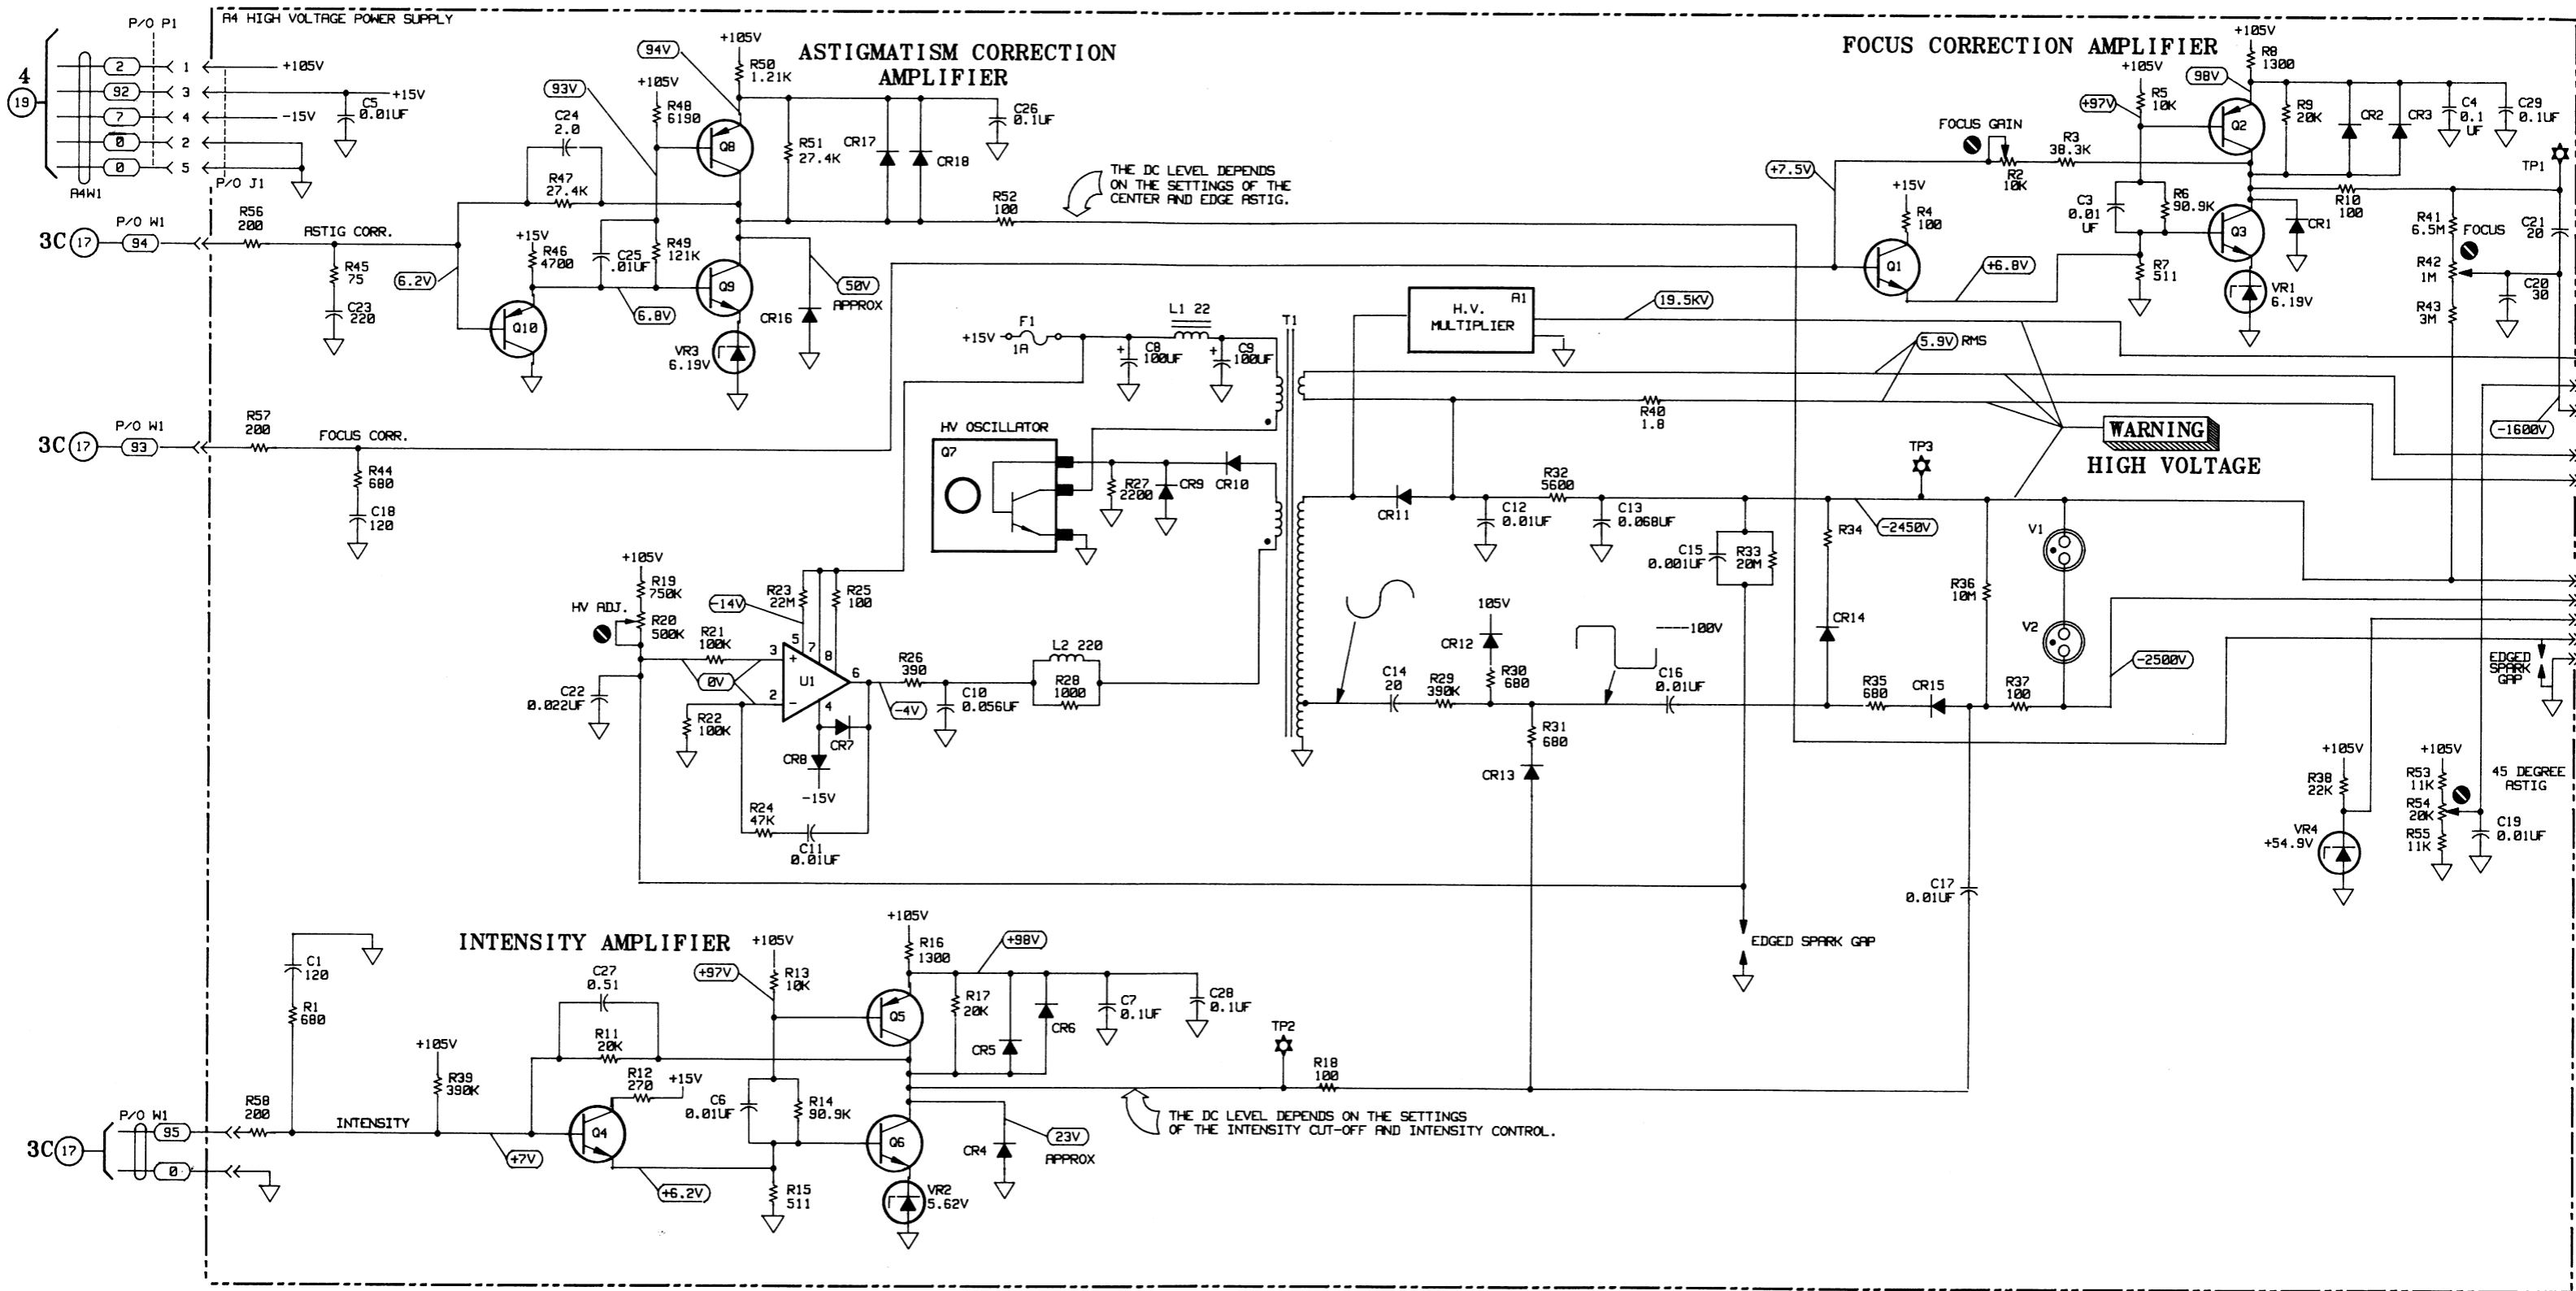 A4 HIGH VOLTAGE POWER SUPPLY
P/O P1
4
19
2
1
+105V
92
3
+15V
7
4
-15V
0
2
0
5
A4W1
P/O J1
C5
0.01UF
ASTIGMATISM CORRECTION
AMPLIFIER
+105V
94V
R50
1.21K
93V
+105V
R48
6190
C24
2.0
Q8
R51
27.4K
CR17
CR18
C26
0.1UF
R47
27.4K
R52
100
THE DC LEVEL DEPENDS
ON THE SETTINGS OF THE
CENTER AND EDGE ASTIG.
3C
17
P/O W1
94
R56
200
ASTIG CORR.
R45
75
C23
220
6.2V
+15V
R46
4700
C25
.01UF
R49
121K
Q9
6.8V
50V
APPROX
CR16
Q10
VR3
6.19V
FOCUS CORRECTION AMPLIFIER
+105V
R8
1300
98V
+105V
R5
10K
+97V
Q2
R9
20K
CR2
CR3
C4
0.1
UF
C29
0.1UF
FOCUS GAIN
R2
10K
R3
38.3K
+7.5V
+15V
R4
100
Q1
C3
0.01
UF
R6
90.9K
Q3
CR1
R10
100
+6.8V
R7
511
VR1
6.19V
TP1
R41
6.5M
FOCUS
C21
20
R42
1M
C20
30
R43
3M
-1600V
3C
17
P/O W1
93
R57
200
FOCUS CORR.
R44
680
C18
120
+15V
F1
1A
L1 22
C8
100UF
C9
100UF
T1
H.V.
MULTIPLIER
A1
19.5KV
5.9V
RMS
R40
1.8
WARNING
HIGH VOLTAGE
HV OSCILLATOR
Q7
R27
2200
CR9
CR10
CR11
C12
0.01UF
R32
5600
C13
0.068UF
TP3
-2450V
C15
0.001UF
R33
20M
R34
CR14
R36
10M
V1
V2
-2500V
+105V
R19
750K
HV ADJ.
R20
500K
R21
100K
0V
C22
0.022UF
R22
100K
-14V
R23
22M
R25
100
5
7
8
3
+
U1
6
2
-
4
CR7
CR8
-15V
R24
47K
C11
0.01UF
-4V
R26
390
C10
0.056UF
L2 220
R28
1000
C14
20
R29
390K
105V
CR12
R30
680
----100V
C16
0.01UF
R31
680
CR13
R35
680
CR15
R37
100
C17
0.01UF
EDGED
SPARK
GAP
EDGED SPARK GAP
+105V
R38
22K
VR4
+54.9V
+105V
R53
11K
R54
20K
R55
11K
45 DEGREE
ASTIG
C19
0.01UF
INTENSITY AMPLIFIER
C1
120
R1
680
+105V
R39
390K
C27
0.51
R11
20K
R12
270
+15V
+97V
+105V
R13
10K
+105V
R16
1300
+98V
Q5
R17
20K
CR5
CR6
C7
0.1UF
C28
0.1UF
TP2
R18
100
THE DC LEVEL DEPENDS ON THE SETTINGS
OF THE INTENSITY CUT-OFF AND INTENSITY CONTROL.
3C
17
P/O W1
95
0
R58
200
INTENSITY
+7V
Q4
+6.2V
C6
0.01UF
R14
90.9K
R15
511
Q6
VR2
5.62V
CR4
23V
APPROX